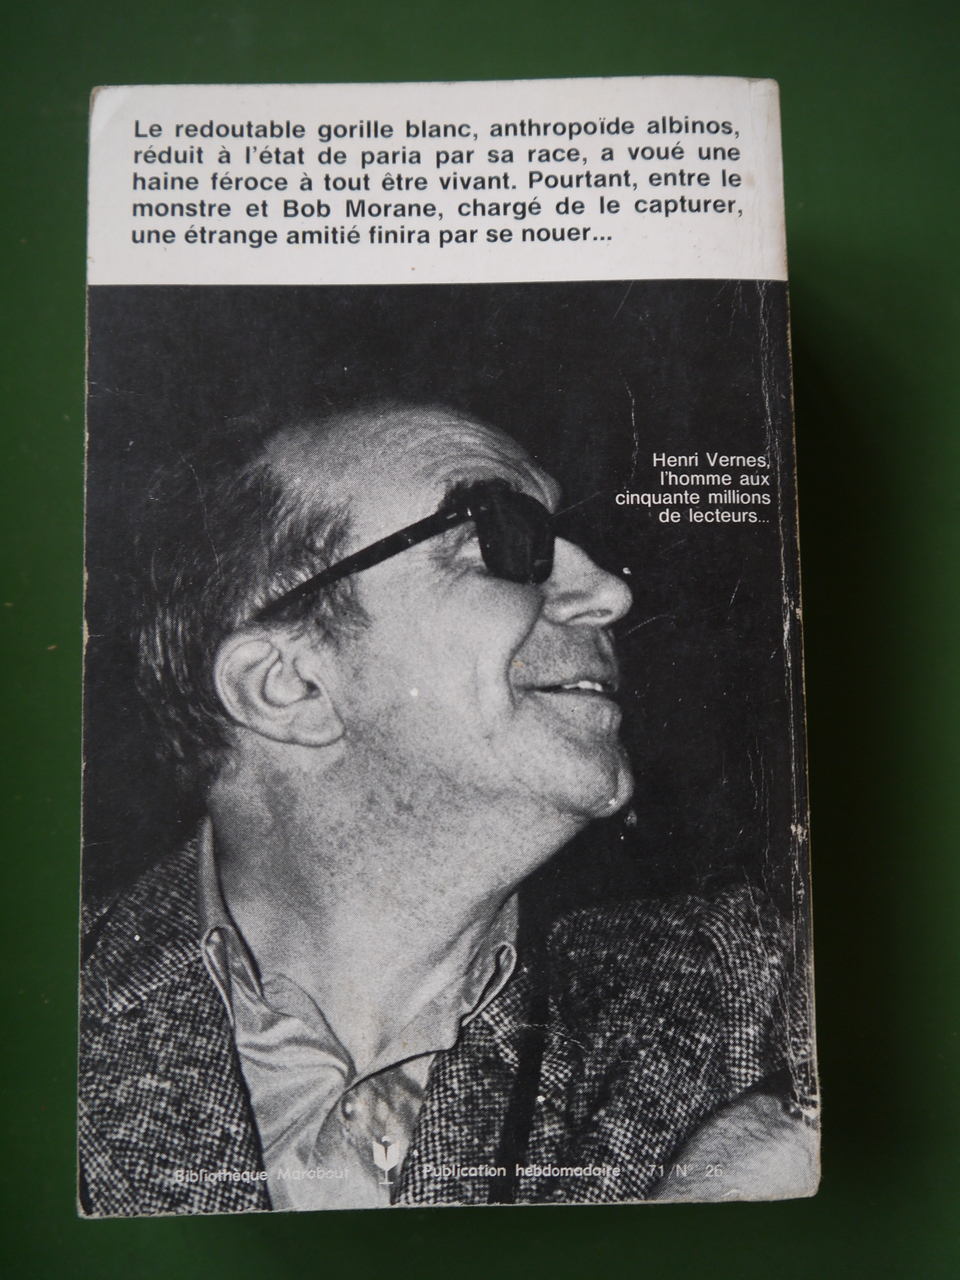 Le redoutable gorille blanc, anthropoïde albinos,
réduit à l'état de paria par sa race, a voué une
haine féroce à tout être vivant. Pourtant, entre le
monstre et Bob Morane, chargé de le capturer,
une étrange amitié finira par se nouer...
Henri Vernes,
l'homme aux
cinquante millions
de lecteurs...
Bibliothèque Marabout Publication hebdomadaire 71 N° 26